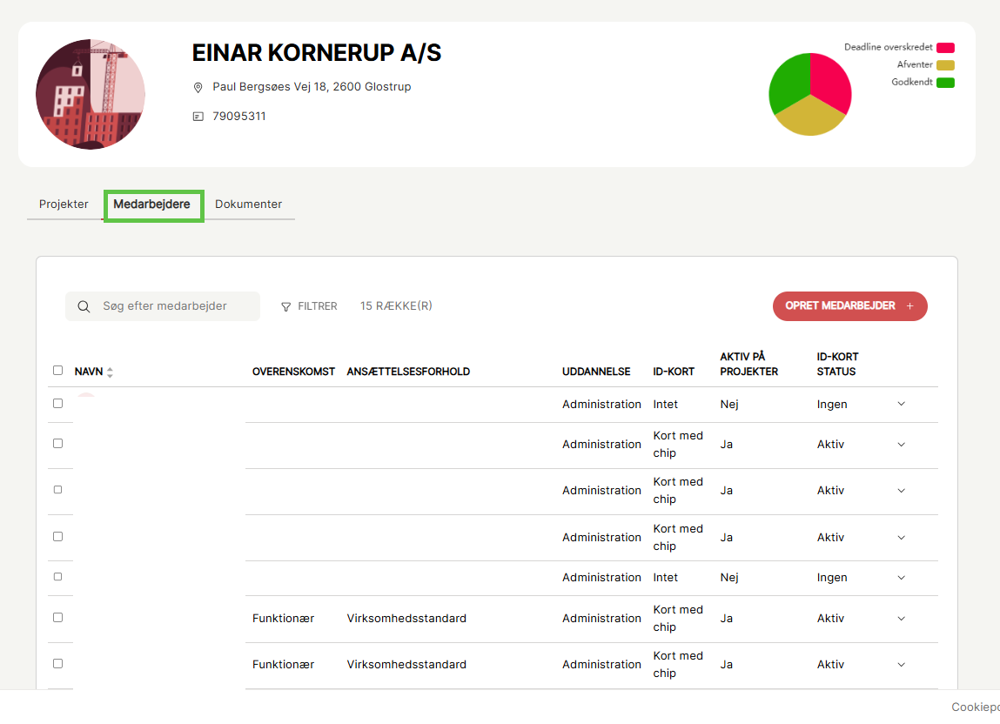 EINAR KORNERUP A/S
Paul Bergsøes Vej 18, 2600 Glostrup
79095311
Deadline overskredet
Afventer
Godkendt
Projekter Medarbejdere Dokumenter
Søg efter medarbejder FILTRER 15 RÆKKE(R) OPRET MEDARBEJDER +
NAVN OVERENSKOMST ANSÆTTELSESFORHOLD UDDANNELSE ID-KORT AKTIV PÅ PROJEKTER ID-KORT STATUS
Administration Intet Nej Ingen
Administration Kort med chip Ja Aktiv
Administration Kort med chip Ja Aktiv
Administration Kort med chip Ja Aktiv
Administration Intet Nej Ingen
Funktionær Virksomhedsstandard Administration Kort med chip Ja Aktiv
Funktionær Virksomhedsstandard Administration Kort med chip Ja Aktiv